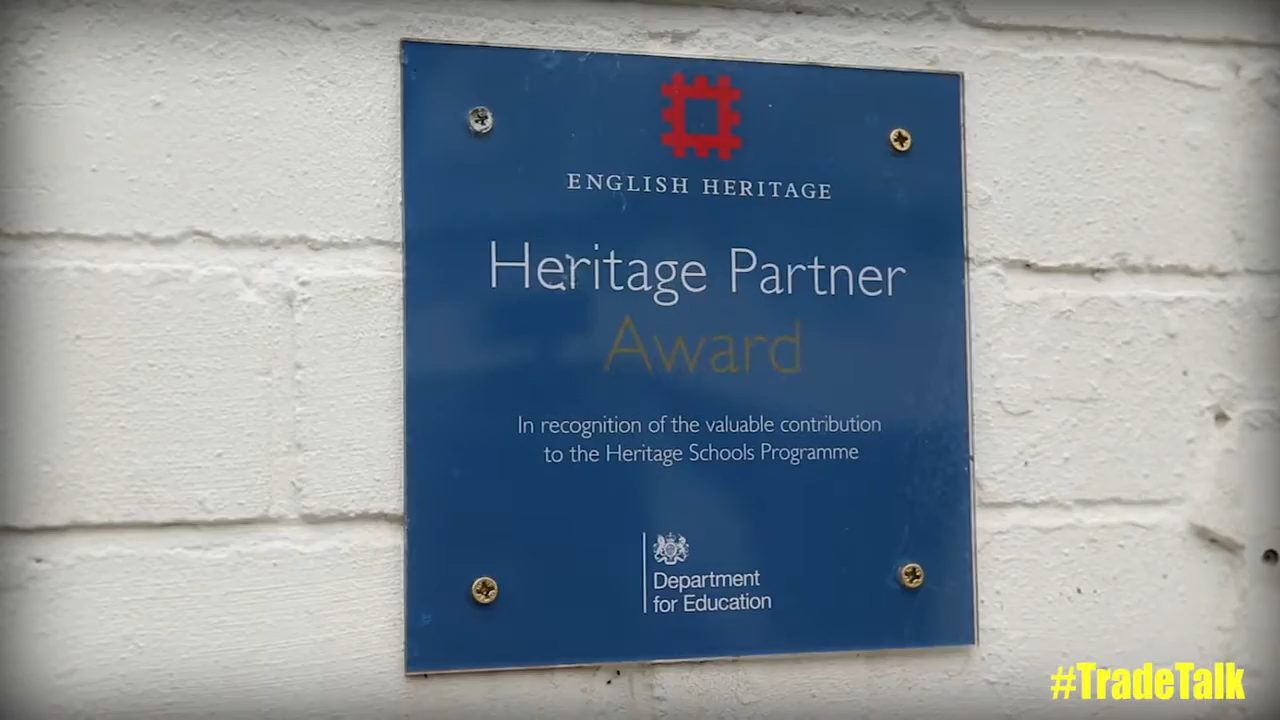 ENGLISH HERITAGE
Heritage Partner
Award
In recognition of the valuable contribution
to the Heritage Schools Programme
Department
for Education
#TradeTalk